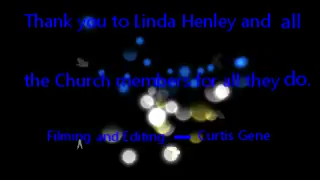 Thank you to Linda Henley and all
the Church members for all they do.
Filming and Editing — Curtis Gene